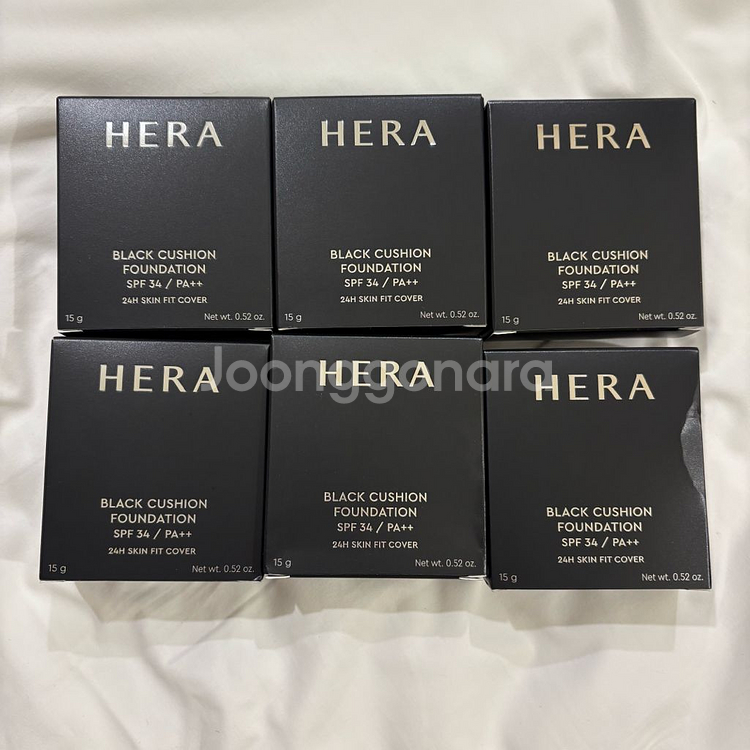 HERA
BLACK CUSHION
FOUNDATION
SPF 34 / PA++
24H SKIN FIT COVER
15 g
Net wt. 0.52 oz.
HERA
BLACK CUSHION
FOUNDATION
SPF 34 / PA++
24H SKIN FIT COVER
15 g
Net wt. 0.52 oz.
HERA
BLACK CUSHION
FOUNDATION
SPF 34 / PA++
24H SKIN FIT COVER
15 g
Net wt. 0.52 oz.
Joonggonara
HERA
BLACK CUSHION
FOUNDATION
SPF 34 / PA++
24H SKIN FIT COVER
15 g
Net wt. 0.52 oz.
HERA
BLACK CUSHION
FOUNDATION
SPF 34 / PA++
24H SKIN FIT COVER
15 g
Net wt. 0.52 oz.
HERA
BLACK CUSHION
FOUNDATION
SPF 34 / PA++
24H SKIN FIT COVER
15 g
Net wt. 0.52 oz.